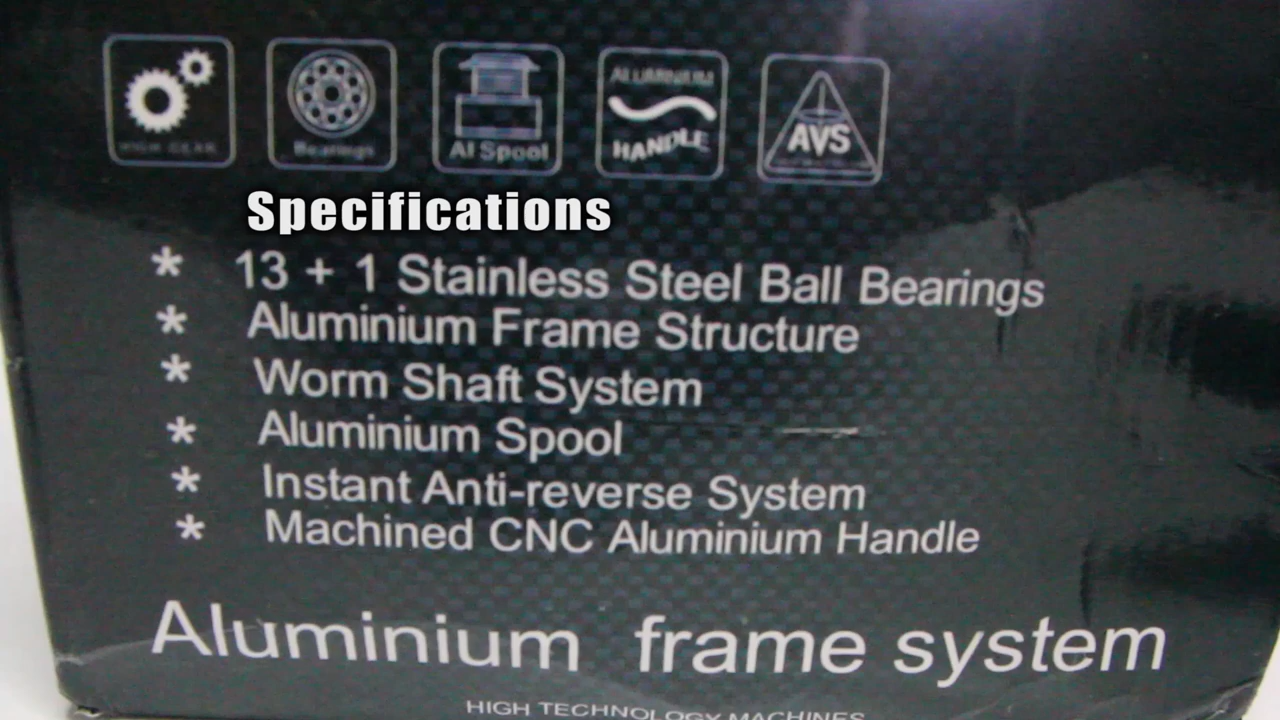 HIGH GEAR
Bearings
Al Spool
ALUMINIUM
HANDLE
AVS
Specifications
* 13 + 1 Stainless Steel Ball Bearings
* Aluminium Frame Structure
* Worm Shaft System
* Aluminium Spool
* Instant Anti-reverse System
* Machined CNC Aluminium Handle
Aluminium frame system
HIGH TECHNOLOGY MACHINES